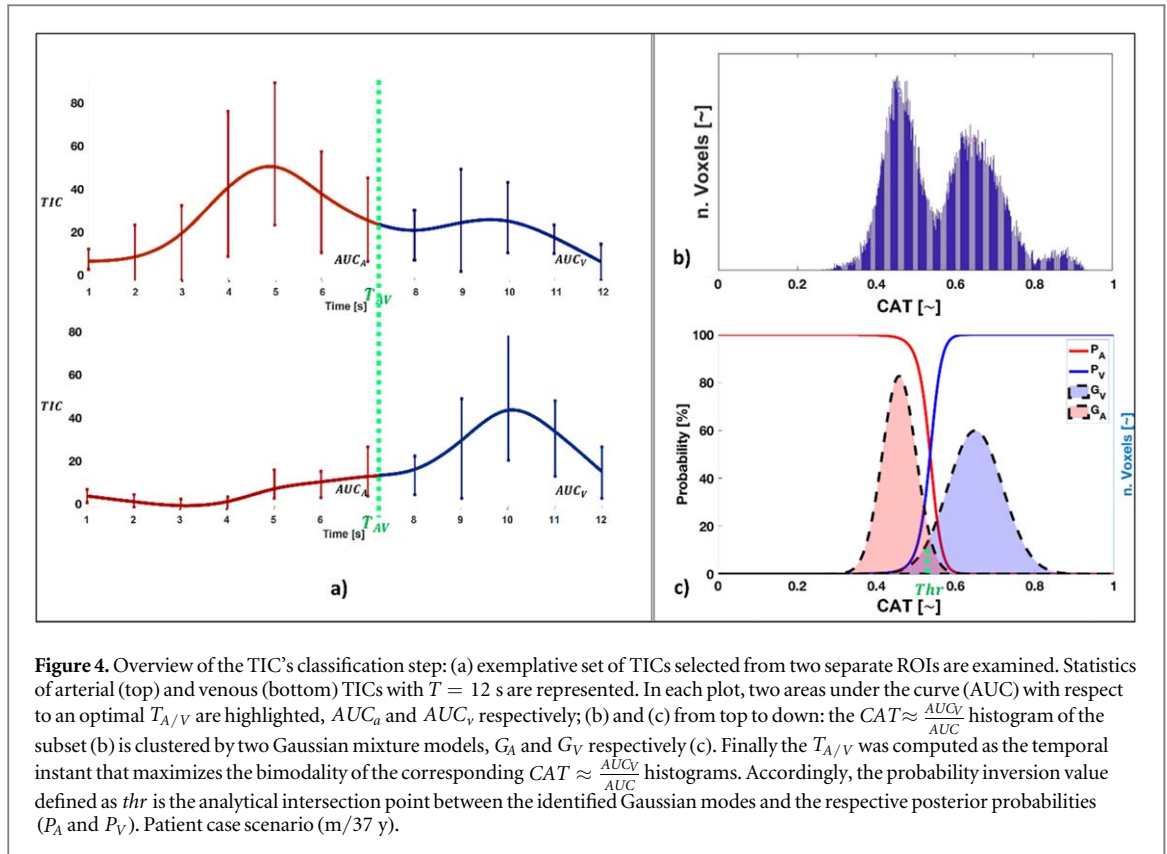 80
60
TIC 40
20
0
AUC_A
AUC_V
1 2 3 4 5 6 7 8 9 10 11 12
T_AV
Time [s]
80
60
TIC 40
20
0
AUC_A
AUC_V
1 2 3 4 5 6 7 8 9 10 11 12
T_AV
Time [s]
a)
n. Voxels [~]
b)
0 0.2 0.4 0.6 0.8 1
CAT [~]
100
80
60
40
20
0
Probability [%]
P_A
P_V
G_V
G_A
n. Voxels [~]
c)
0 0.2 0.4 0.6 0.8 1
Thr
CAT [~]
Figure 4. Overview of the TIC's classification step: (a) exemplative set of TICs selected from two separate ROIs are examined. Statistics
of arterial (top) and venous (bottom) TICs with T = 12 s are represented. In each plot, two areas under the curve (AUC) with respect
to an optimal T_{A/V} are highlighted, AUC_a and AUC_v respectively; (b) and (c) from top to down: the CAT ≈ AUC_V/AUC histogram of the
subset (b) is clustered by two Gaussian mixture models, G_A and G_V respectively (c). Finally the T_{A/V} was computed as the temporal
instant that maximizes the bimodality of the corresponding CAT ≈ AUC_V/AUC histograms. Accordingly, the probability inversion value
defined as thr is the analytical intersection point between the identified Gaussian modes and the respective posterior probabilities
(P_A and P_V). Patient case scenario (m/37 y).